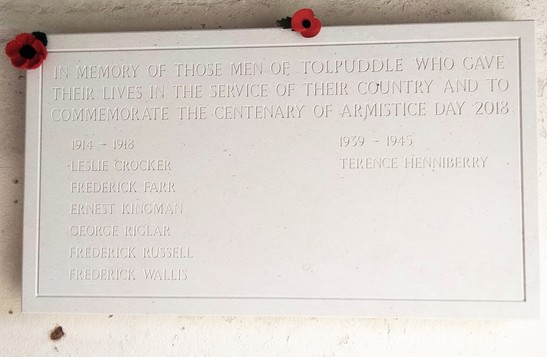 IN MEMORY OF THOSE MEN OF TOLPUDDLE WHO GAVE
THEIR LIVES IN THE SERVICE OF THEIR COUNTRY AND TO
COMMEMORATE THE CENTENARY OF ARMISTICE DAY 2018
1914 - 1918
LESLIE CROCKER
FREDERICK FARR
ERNEST KINGMAN
GEORGE RIGLAR
FREDERICK RUSSELL
FREDERICK WALLIS
1939 - 1945
TERENCE HENNIBERRY